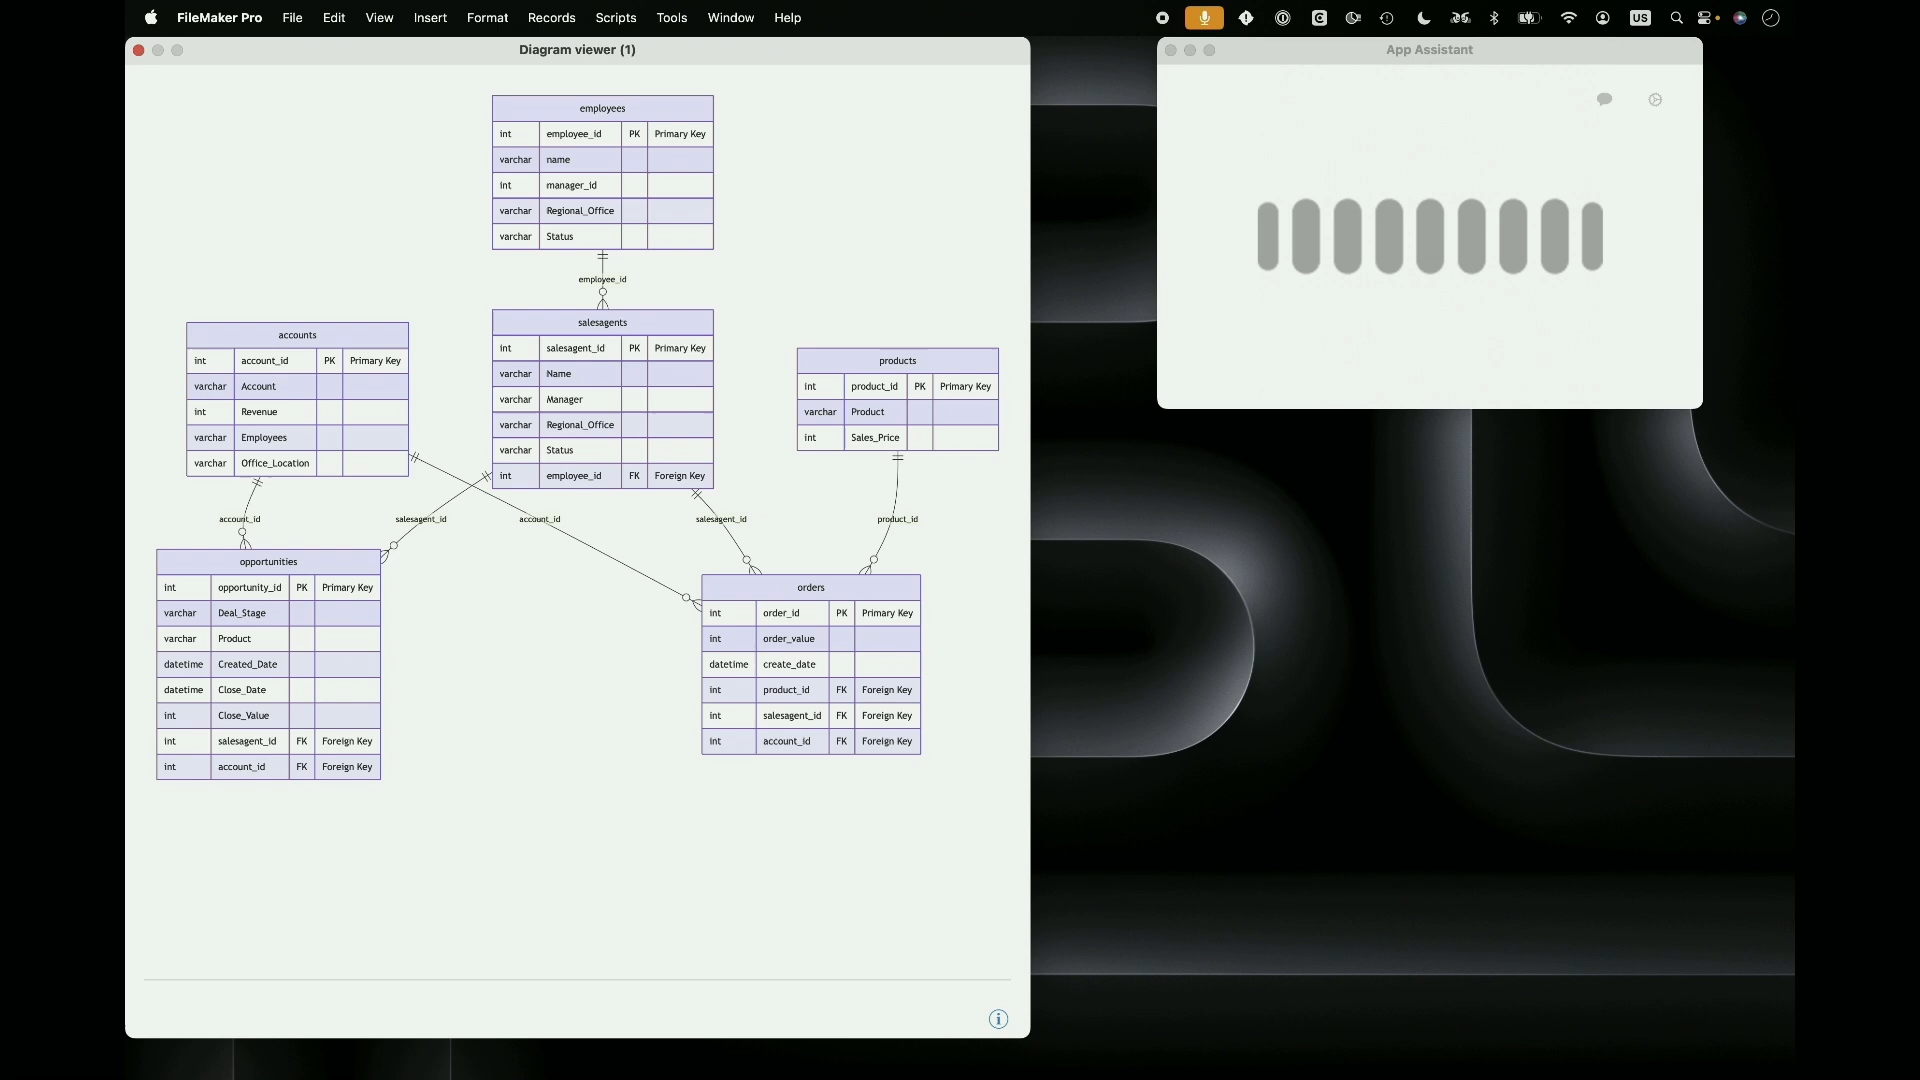 FileMaker Pro File Edit View Insert Format Records Scripts Tools Window Help US
Diagram viewer (1)
employees
int employee_id PK Primary Key
varchar name
int manager_id
varchar Regional_Office
varchar Status
employee_id
accounts
int account_id PK Primary Key
varchar Account
int Revenue
varchar Employees
varchar Office_Location
salesagents
int salesagent_id PK Primary Key
varchar Name
varchar Manager
varchar Regional_Office
varchar Status
int employee_id FK Foreign Key
products
int product_id PK Primary Key
varchar Product
int Sales_Price
account_id salesagent_id account_id salesagent_id product_id
opportunities
int opportunity_id PK Primary Key
varchar Deal_Stage
varchar Product
datetime Created_Date
datetime Close_Date
int Close_Value
int salesagent_id FK Foreign Key
int account_id FK Foreign Key
orders
int order_id PK Primary Key
int order_value
datetime create_date
int product_id FK Foreign Key
int salesagent_id FK Foreign Key
int account_id FK Foreign Key
App Assistant